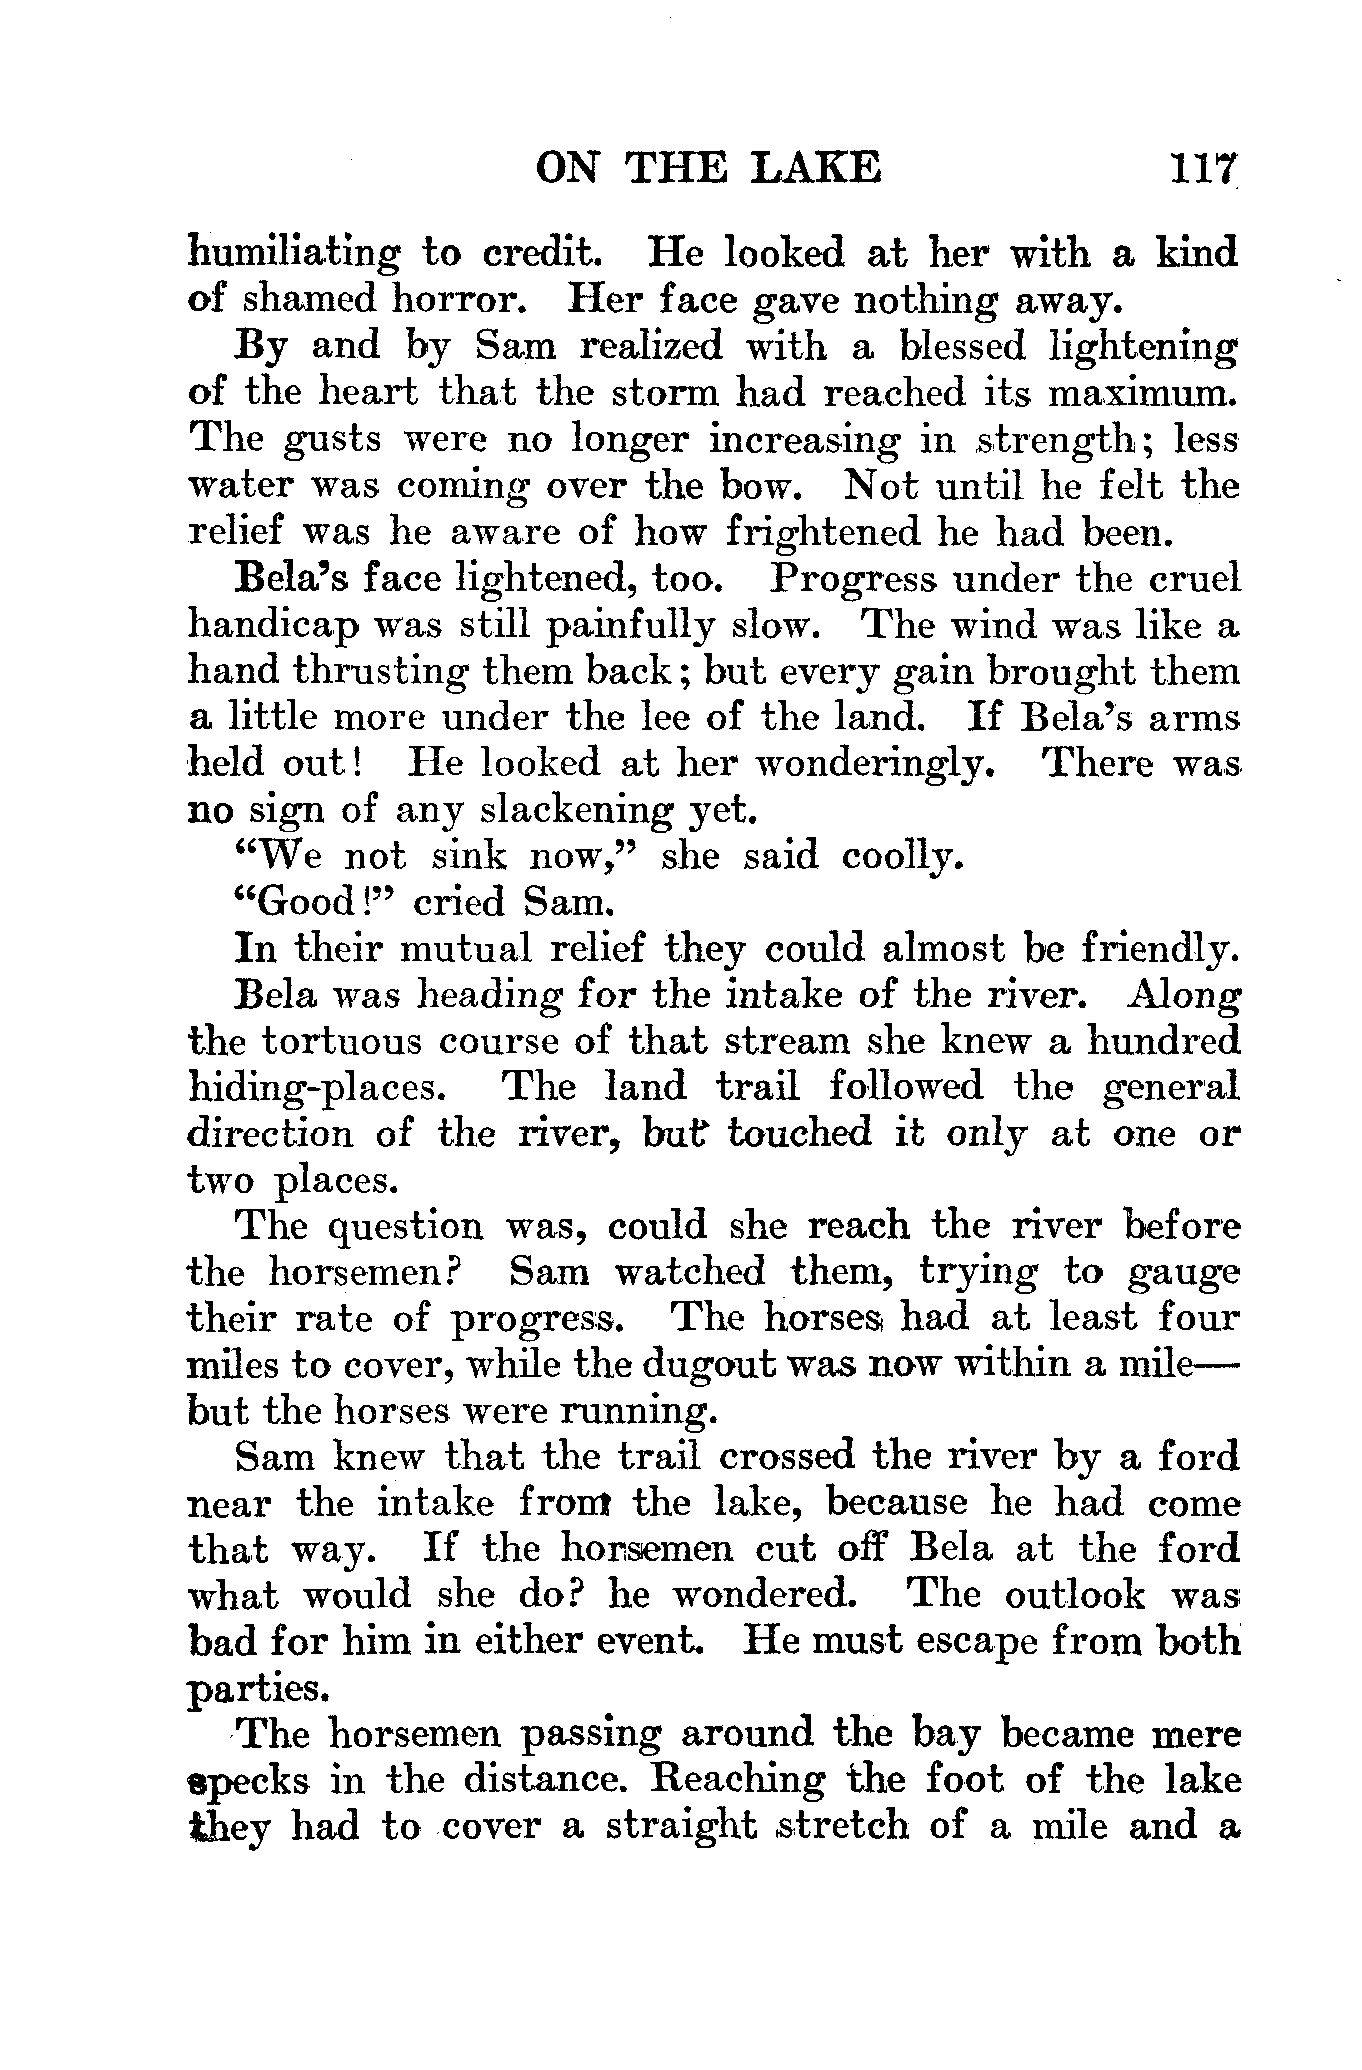 ON THE LAKE 117
humiliating to credit. He looked at her with a kind
of shamed horror. Her face gave nothing away.
By and by Sam realized with a blessed lightening
of the heart that the storm had reached its maximum.
The gusts were no longer increasing in strength; less
water was coming over the bow. Not until he felt the
relief was he aware of how frightened he had been.
Bela's face lightened, too. Progress under the cruel
handicap was still painfully slow. The wind was like a
hand thrusting them back; but every gain brought them
a little more under the lee of the land. If Bela's arms
held out! He looked at her wonderingly. There was
no sign of any slackening yet.
"We not sink now," she said coolly.
"Good!" cried Sam.
In their mutual relief they could almost be friendly.
Bela was heading for the intake of the river. Along
the tortuous course of that stream she knew a hundred
hiding-places. The land trail followed the general
direction of the river, but touched it only at one or
two places.
The question was, could she reach the river before
the horsemen? Sam watched them, trying to gauge
their rate of progress. The horses had at least four
miles to cover, while the dugout was now within a mile—
but the horses were running.
Sam knew that the trail crossed the river by a ford
near the intake from the lake, because he had come
that way. If the horsemen cut off Bela at the ford
what would she do? he wondered. The outlook was
bad for him in either event. He must escape from both
parties.
The horsemen passing around the bay became mere
specks in the distance. Reaching the foot of the lake
they had to cover a straight stretch of a mile and a